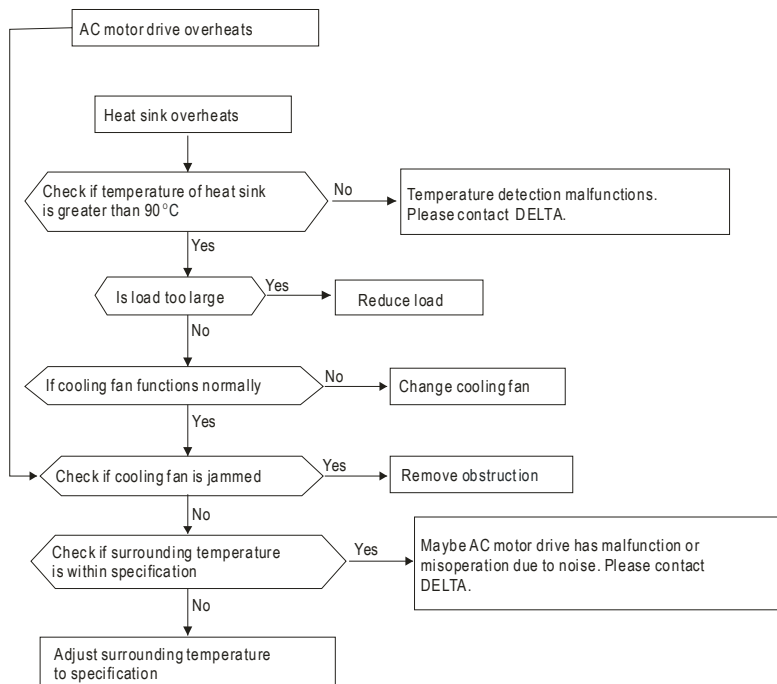 AC motor drive overheats
Heat sink overheats
Check if temperature of heat sink
is greater than 90°C
No
Temperature detection malfunctions.
Please contact DELTA.
Yes
Is load too large
Yes
Reduce load
No
If cooling fan functions normally
No
Change cooling fan
Yes
Check if cooling fan is jammed
Yes
Remove obstruction
No
Check if surrounding temperature
is within specification
Yes
Maybe AC motor drive has malfunction or
misoperation due to noise. Please contact
DELTA.
No
Adjust surrounding temperature
to specification